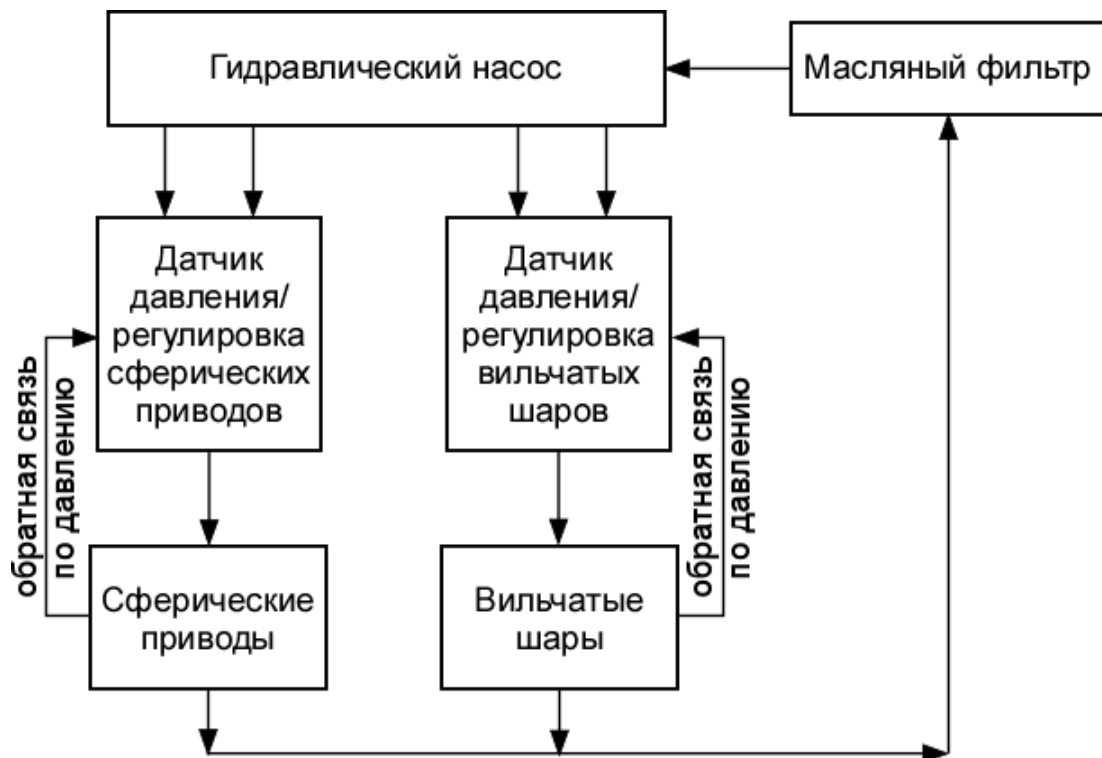 Гидравлический насос
Масляный фильтр
Датчик
давления/
регулировка
сферических
приводов
Датчик
давления/
регулировка
вильчатых
шаров
обратная связь
по давлению
обратная связь
по давлению
Сферические
приводы
Вильчатые
шары